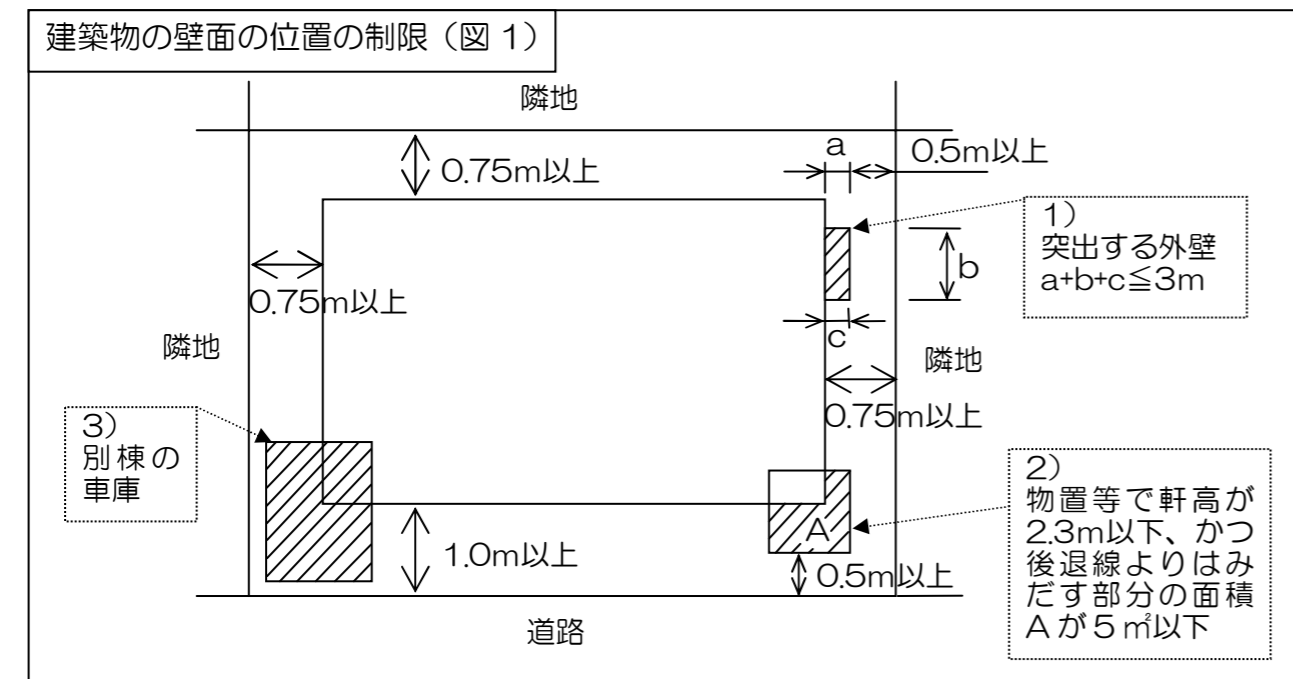 建築物の壁面の位置の制限（図 1）
隣地
a
0.5m以上
0.75m以上
1）
突出する外壁
a+b+c≦3m
b
0.75m以上
c
隣地
隣地
0.75m以上
3）
別棟の
車庫
2）
物置等で軒高が
2.3m以下、かつ
後退線よりはみ
だす部分の面積
Aが5㎡以下
A
1.0m以上
0.5m以上
道路